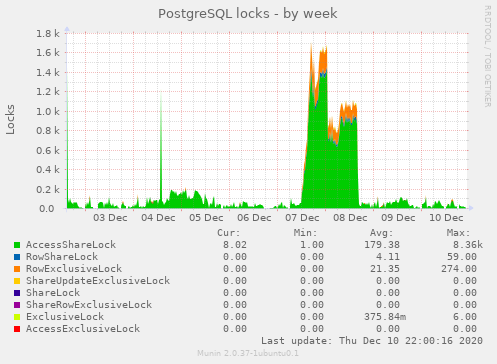 PostgreSQL locks - by week
RRDTOOL / TOBI OETIKER
Locks
1.8 k
1.6 k
1.4 k
1.2 k
1.0 k
0.8 k
0.6 k
0.4 k
0.2 k
0.0
03 Dec 04 Dec 05 Dec 06 Dec 07 Dec 08 Dec 09 Dec 10 Dec
Cur: Min: Avg: Max:
AccessShareLock 8.02 1.00 179.38 8.36k
RowShareLock 0.00 0.00 4.11 59.00
RowExclusiveLock 0.00 0.00 21.35 274.00
ShareUpdateExclusiveLock 0.00 0.00 0.00 0.00
ShareLock 0.00 0.00 0.00 0.00
ShareRowExclusiveLock 0.00 0.00 0.00 0.00
ExclusiveLock 0.00 0.00 375.84m 6.00
AccessExclusiveLock 0.00 0.00 0.00 0.00
Last update: Thu Dec 10 22:00:16 2020
Munin 2.0.37-1ubuntu0.1